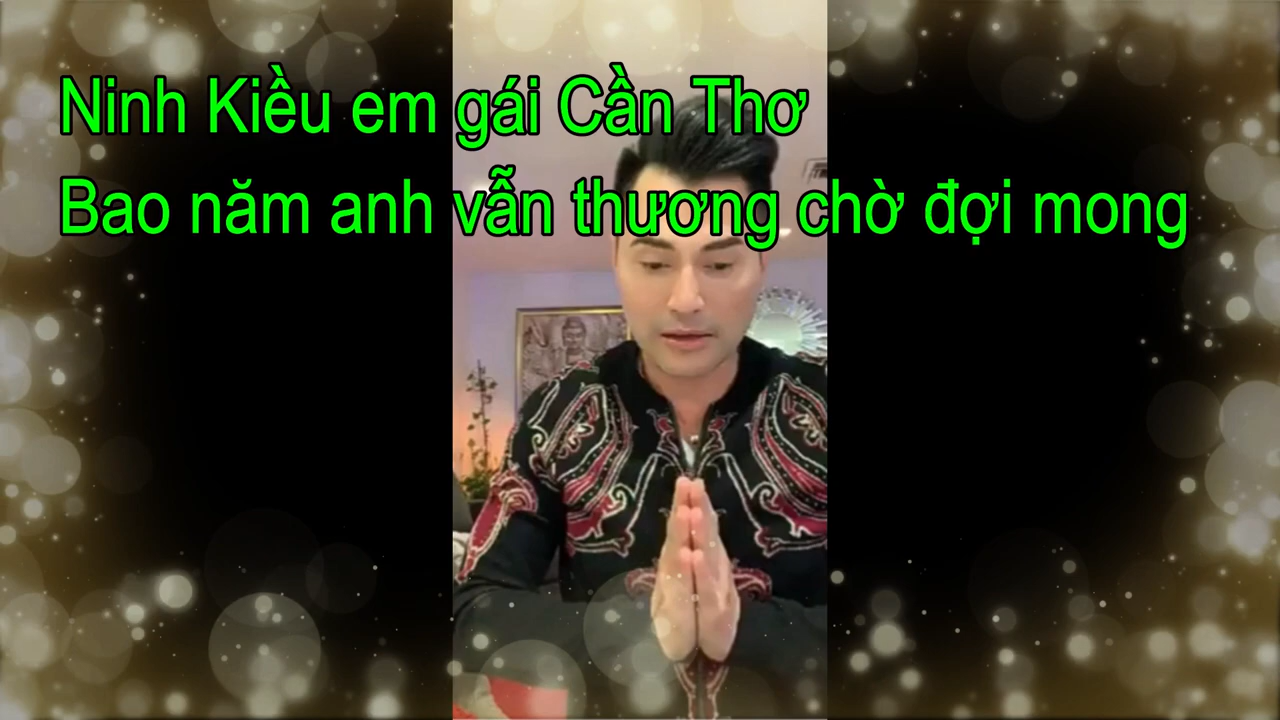 Ninh Kiều em gái Cần Thơ
Bao năm anh vẫn thương chờ đợi mong